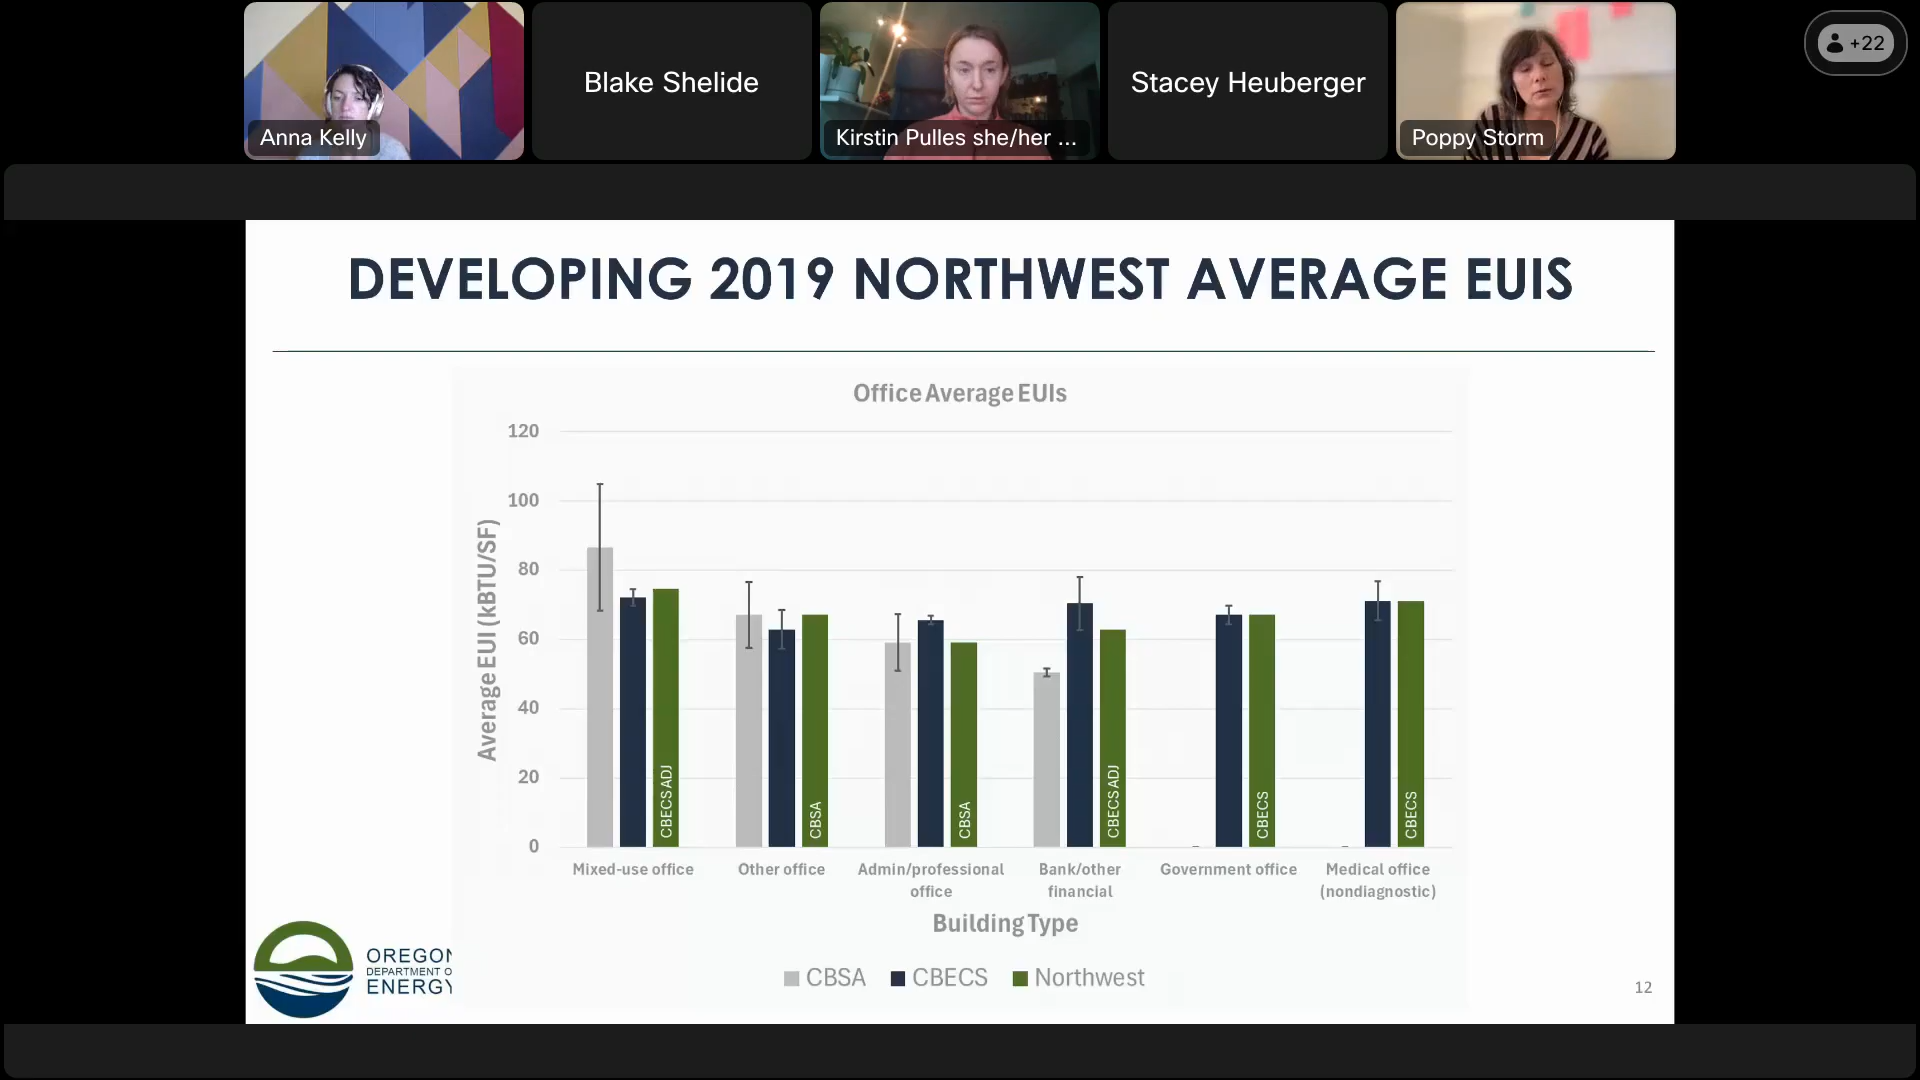 Anna Kelly
Blake Shelide
Kirstin Pulles she/her ...
Stacey Heuberger
Poppy Storm
+22
DEVELOPING 2019 NORTHWEST AVERAGE EUIS
Office Average EUIs
Average EUI (kBTU/SF)
120
100
80
60
40
20
0
CBECS ADJ
CBSA
CBSA
CBECS ADJ
CBECS
CBECS
Mixed-use office
Other office
Admin/professional
office
Bank/other
financial
Government office
Medical office
(nondiagnostic)
Building Type
CBSA
CBECS
Northwest
OREGON
DEPARTMENT O
ENERGY
12